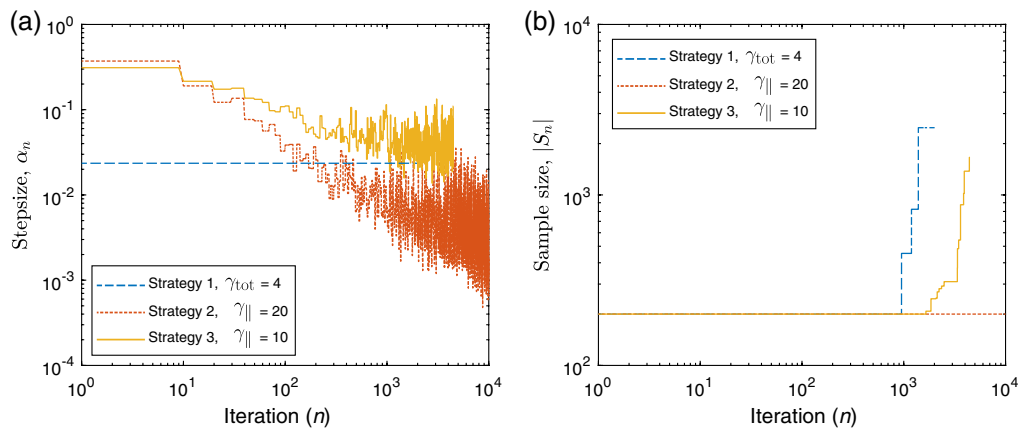 (a)
10^0
10^-1
10^-2
10^-3
10^-4
Stepsize, α_n
Strategy 1, γ_tot = 4
Strategy 2, γ_∥ = 20
Strategy 3, γ_∥ = 10
10^0 10^1 10^2 10^3 10^4
Iteration (n)
(b)
10^4
10^3
10^2
Sample size, |S_n|
Strategy 1, γ_tot = 4
Strategy 2, γ_∥ = 20
Strategy 3, γ_∥ = 10
10^0 10^1 10^2 10^3 10^4
Iteration (n)